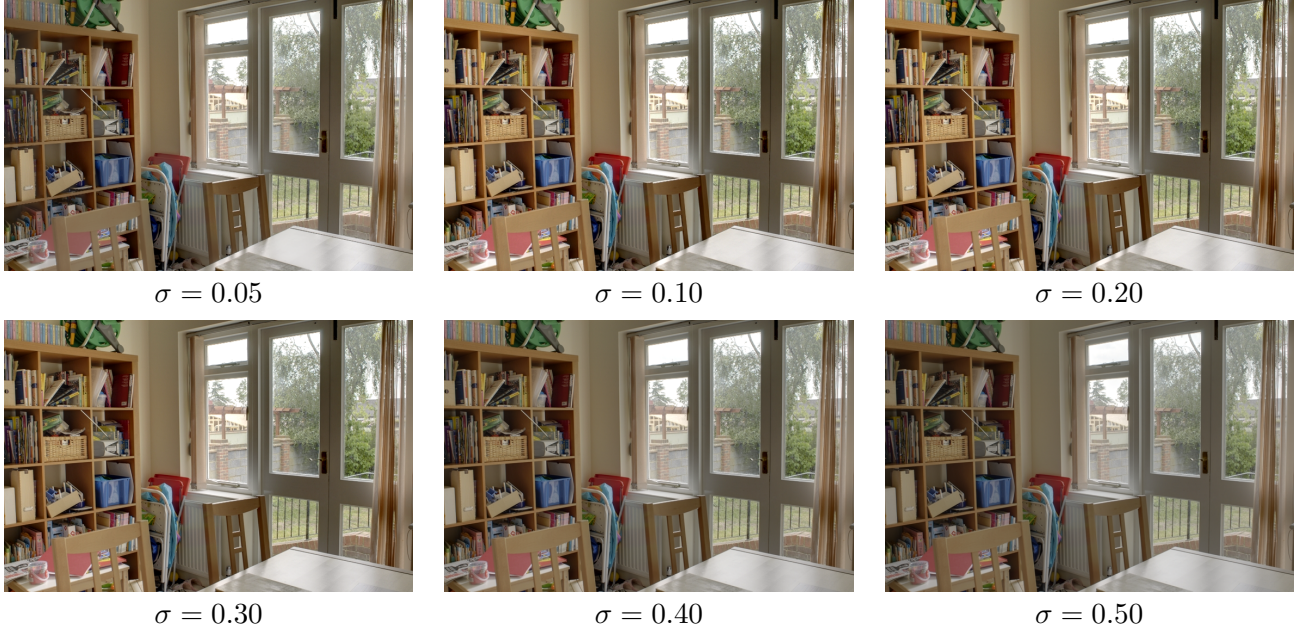 σ = 0.05
σ = 0.10
σ = 0.20
σ = 0.30
σ = 0.40
σ = 0.50